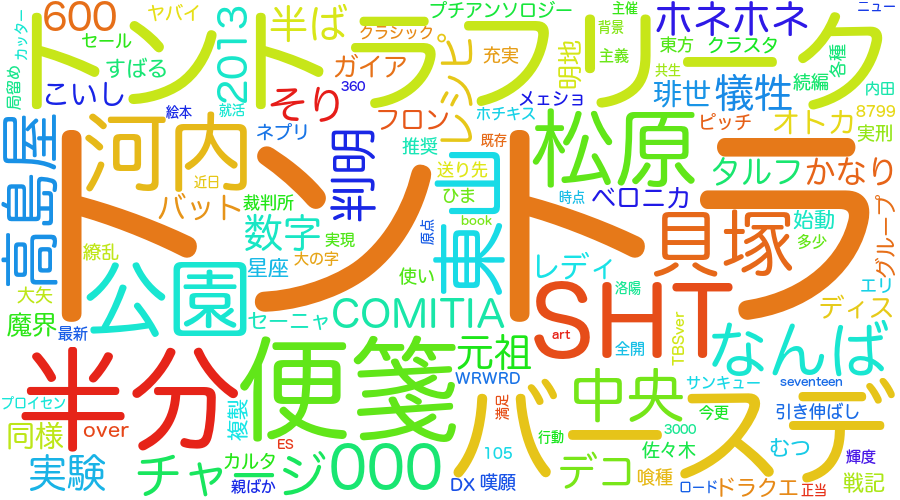 600
セール
ヤバイ
半ば
クラシック
プチアンソロジー
背景
主催
ニュー
カッター
トントラフリーク
ホネホネ
局留め
すばる
2013
ガイア
レッピ
充実
明地
主義
東方
クラスタ
各種
こいし
絵本
就活
そり
360
メェショ
共生
琲世
犠牲
続編
内田
高島屋
河内
ネプリ
判明
フロン
ホチキス
松原
ピッチ
オトカ
8799
実刑
トントラ
近日
裁判所
推奨
既存
送り先
タルフ
かなり
バット
ひま
ベロニカ
時点
繚乱
数字
実現
原点
book
東山
貝塚
始動
多少
グループ
星座
大の字
使い
レディ
エリ
大矢
公園
セーニャ
COMITIA
洛陽
SHT
ディス
魔界
最新
art
全開
TBSver
なんば
半分
便箋
元祖
WRWRD
中央
サンキュー
seventeen
プロイセン
over
複製
満足
バースデー
今更
引き伸ばし
同様
ES
行動
3000
佐々木
むつ
輝度
実験
チャージ
カルタ
000
105
デコ
喰種
親ばか
DX
嘆願
ロード
ドラクエ
正当
戦記